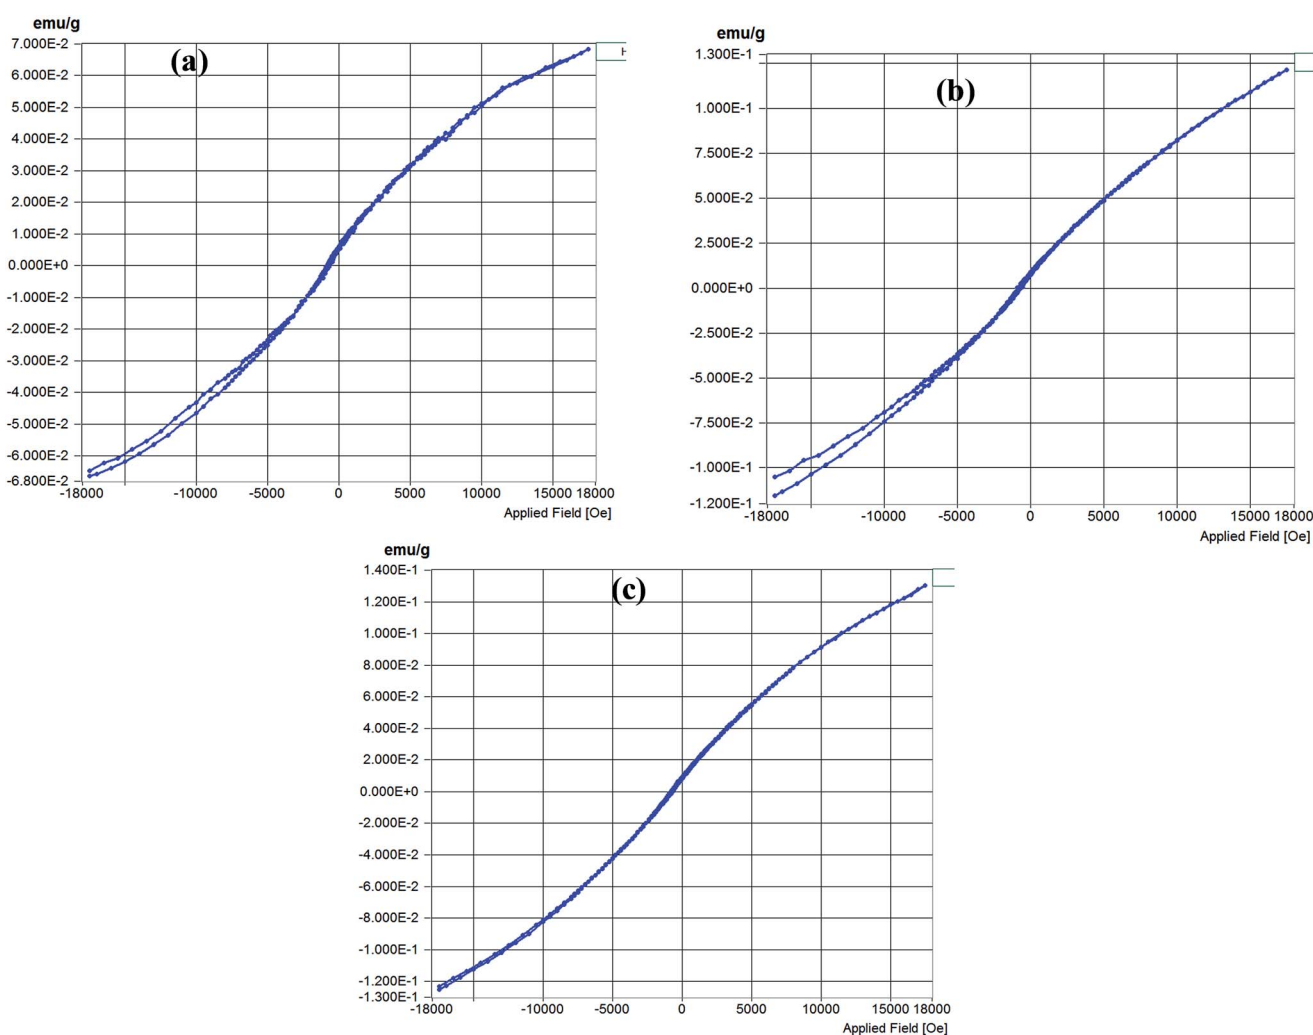 emu/g
7.000E-2
(a)
H
6.000E-2
5.000E-2
4.000E-2
3.000E-2
2.000E-2
1.000E-2
0.000E+0
-1.000E-2
-2.000E-2
-3.000E-2
-4.000E-2
-5.000E-2
-6.000E-2
-6.800E-2
-18000 -10000 -5000 0 5000 10000 15000 18000
Applied Field [Oe]
emu/g
1.300E-1
(b)
1.000E-1
7.500E-2
5.000E-2
2.500E-2
0.000E+0
-2.500E-2
-5.000E-2
-7.500E-2
-1.000E-1
-1.200E-1
-18000 -10000 -5000 0 5000 10000 15000 18000
Applied Field [Oe]
emu/g
1.400E-1
(c)
1.200E-1
1.000E-1
8.000E-2
6.000E-2
4.000E-2
2.000E-2
0.000E+0
-2.000E-2
-4.000E-2
-6.000E-2
-8.000E-2
-1.000E-1
-1.200E-1
-1.300E-1
-18000 -10000 -5000 0 5000 10000 15000 18000
Applied Field [Oe]